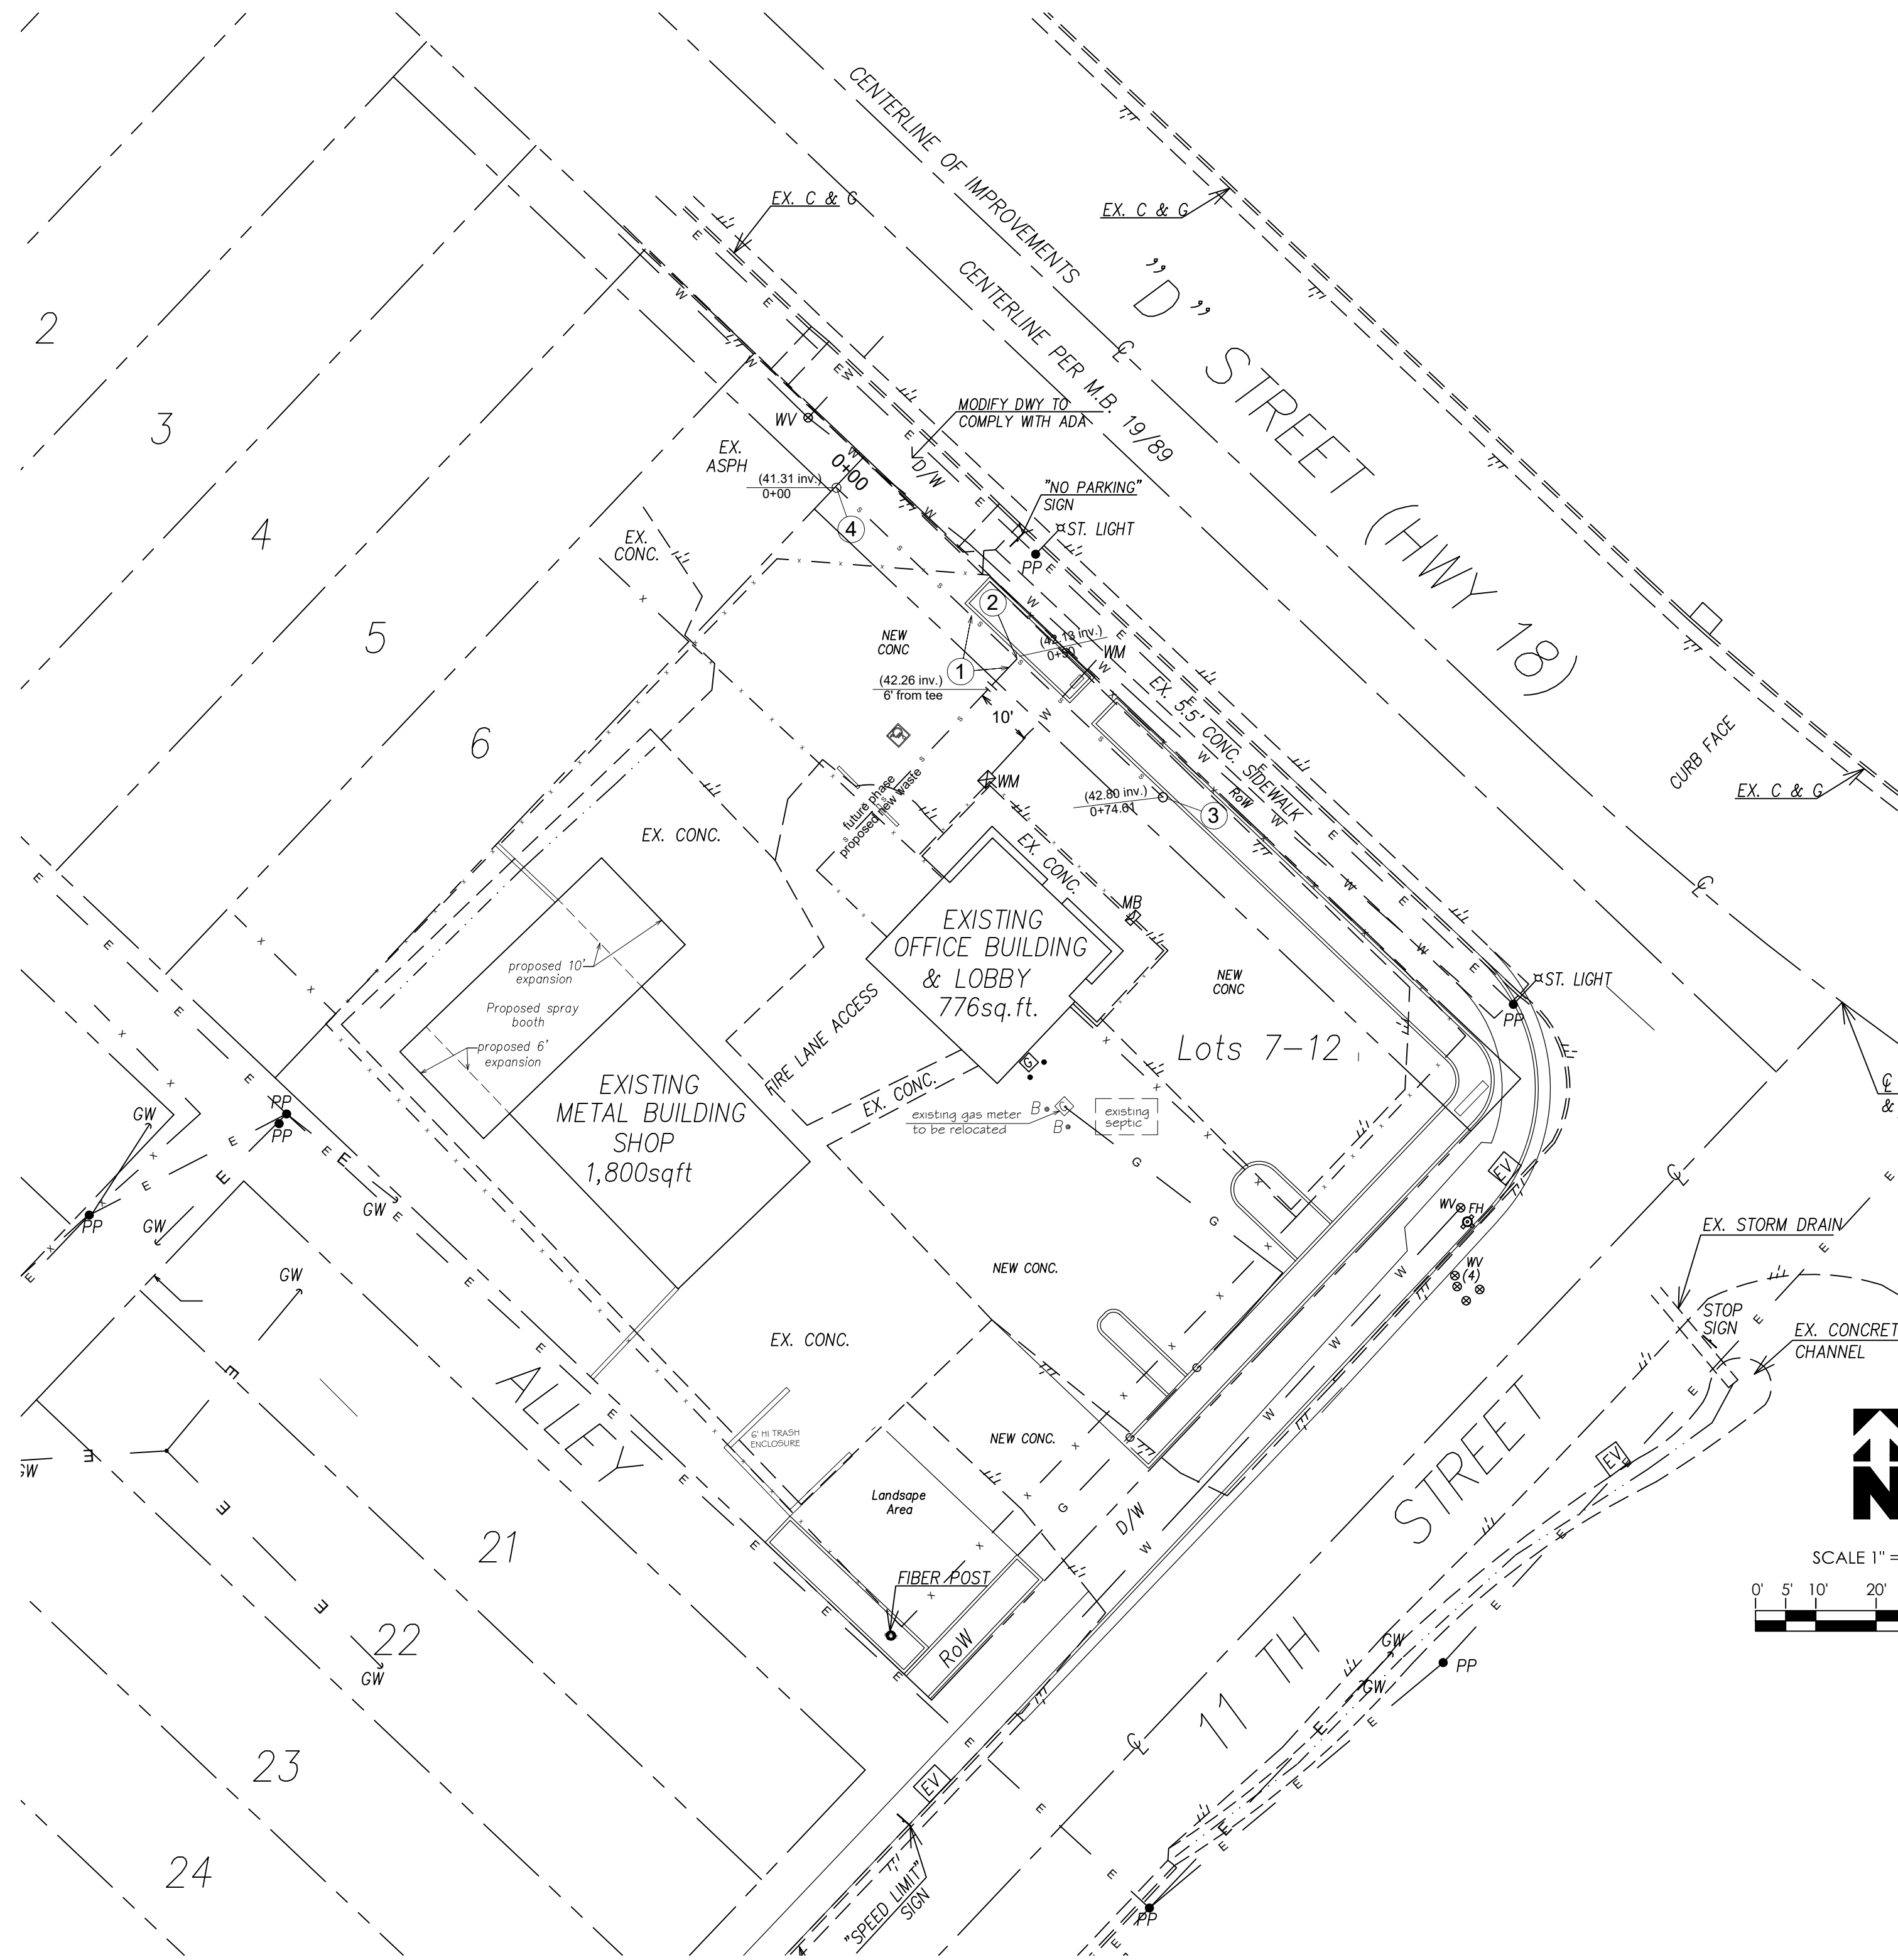 CENTERLINE OF IMPROVEMENTS
EX. C & G
EX. C & G
"D" STREET (HWY 18)
CENTERLINE PER M.B. 19/89
2
3
4
5
6
W
E
W
E
W
WV
EX.
ASPH
(41.31 inv.)
0+00
0+00
4
D/W
MODIFY DWY TO
COMPLY WITH ADA
"NO PARKING"
SIGN
ST. LIGHT
PP
EX.
CONC.
2
NEW
CONC
1
(42.13 inv.)
0+50
WM
(42.26 inv.)
6' from tee
10'
EX. 5.5' CONC. SIDEWALK
RoW
CURB FACE
EX. C & G
WM
(42.80 inv.)
0+74.61
3
future phase
proposed new waste
EX. CONC.
EX. CONC.
MB
EXISTING
OFFICE BUILDING
& LOBBY
776sq.ft.
NEW
CONC
ST. LIGHT
PP
proposed 10'
expansion
Proposed spray
booth
proposed 6'
expansion
FIRE LANE ACCESS
Lots 7-12
EXISTING
METAL BUILDING
SHOP
1,800sqft
EX. CONC.
G
existing gas meter
to be relocated
B
B
existing
septic
GW
PP
PP
PP
GW
GW
GW
G
G
EV
WV
FH
WV
(4)
EX. STORM DRAIN
STOP
SIGN
EX. CONCRET
CHANNEL
NEW CONC.
EX. CONC.
ALLEY
6' HI TRASH
ENCLOSURE
NEW CONC.
Landsape
Area
G
D/W
FIBER POST
RoW
11 TH STREET
EV
N
SCALE 1" =
0' 5' 10' 20'
GW
21
22
GW
23
24
EV
GW
GW
PP
"SPEED LIMIT"
SIGN
PP